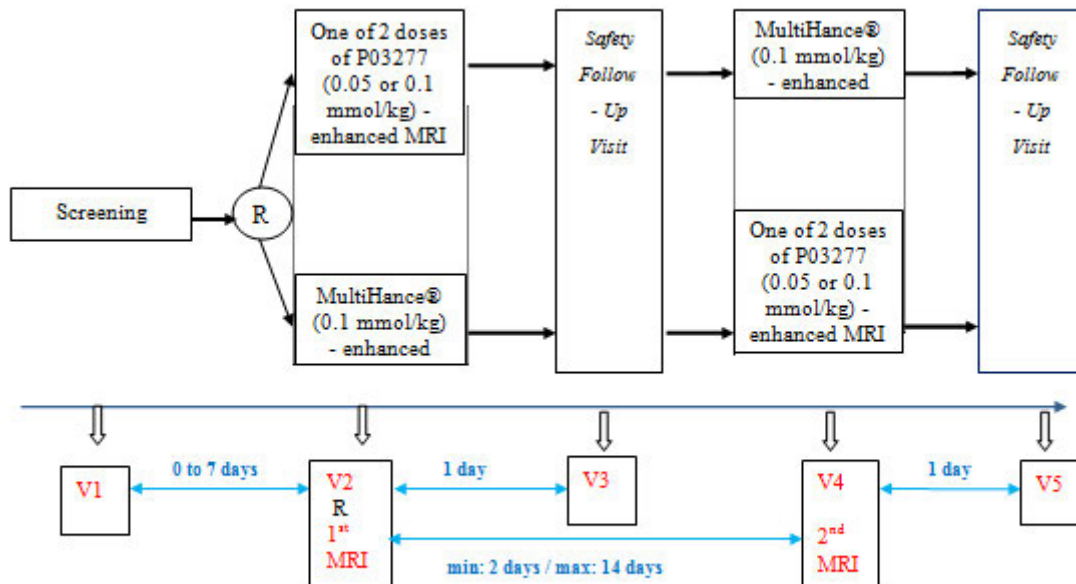 Screening
R
One of 2 doses
of P03277
(0.05 or 0.1
mmol/kg) -
enhanced MRI
MultiHance®
(0.1 mmol/kg)
- enhanced
Safety
Follow
- Up
Visit
MultiHance®
(0.1 mmol/kg)
- enhanced
One of 2 doses
of P03277
(0.05 or 0.1
mmol/kg) -
enhanced MRI
Safety
Follow
- Up
Visit
V1
0 to 7 days
V2
R
1st
MRI
1 day
V3
min: 2 days / max: 14 days
V4
2nd
MRI
1 day
V5